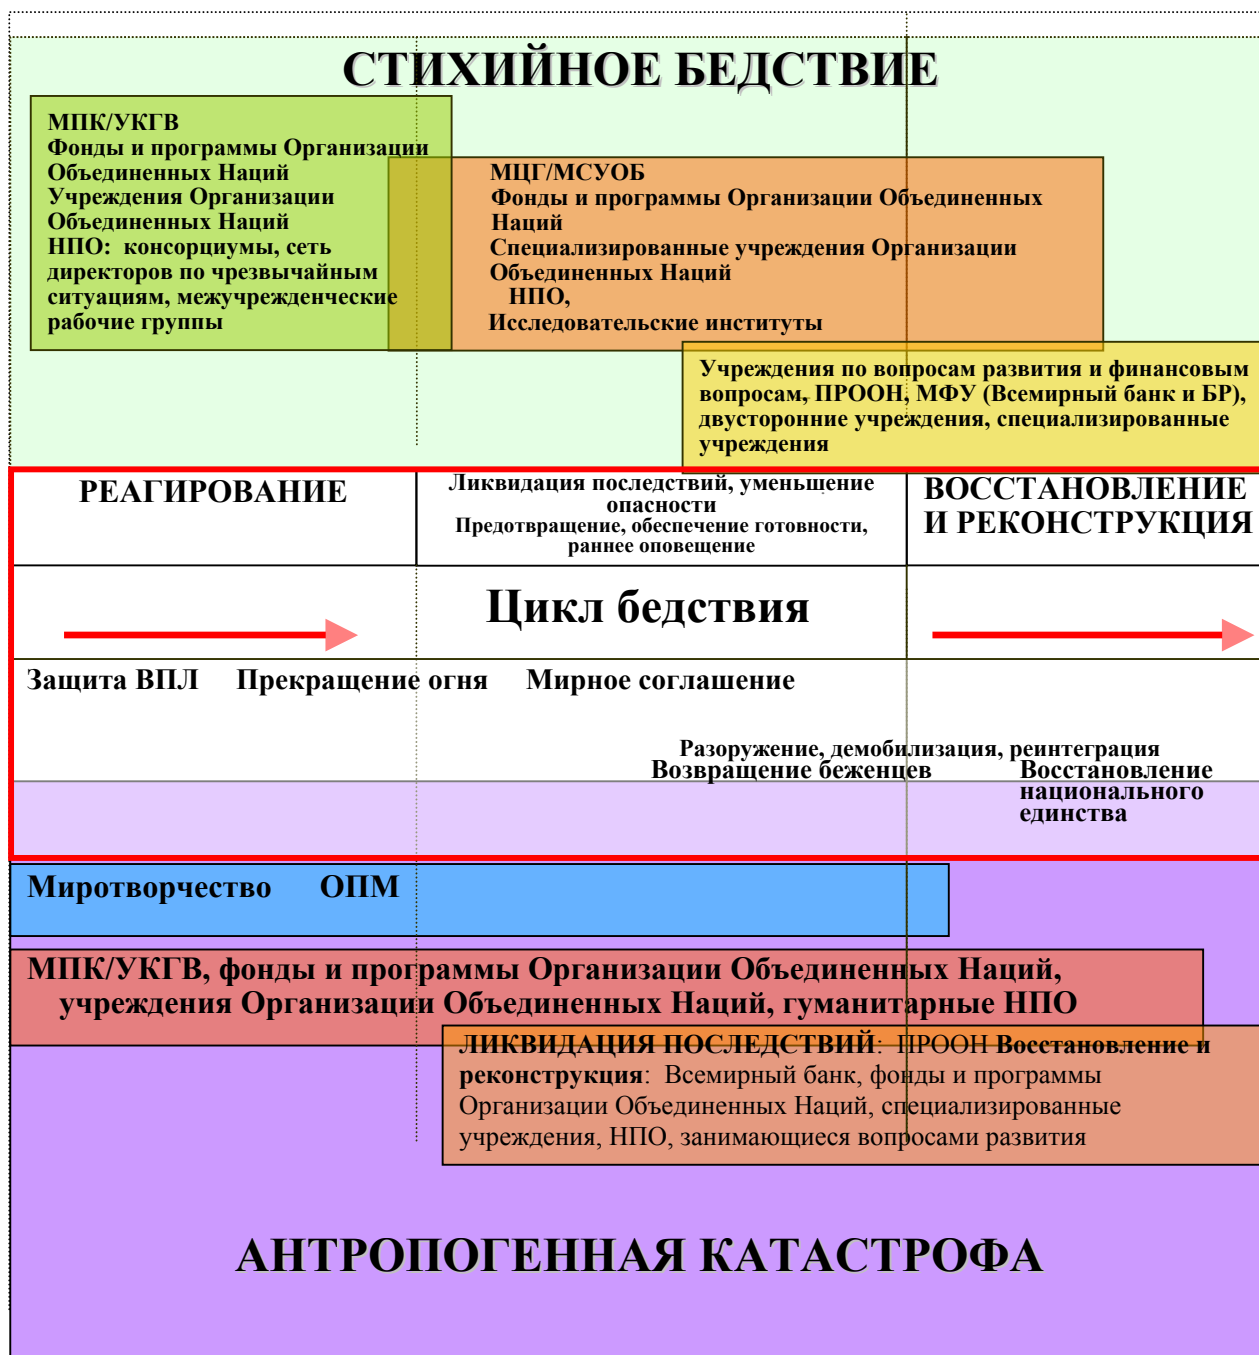 СТИХИЙНОЕ БЕДСТВИЕ
МПК/УКГВ
Фонды и программы Организации
Объединенных Наций
Учреждения Организации
Объединенных Наций
НПО: консорциумы, сеть
директоров по чрезвычайным
ситуациям, межучрежденческие
рабочие группы
МЦГ/МСУОБ
Фонды и программы Организации Объединенных
Наций
Специализированные учреждения Организации
Объединенных Наций
НПО,
Исследовательские институты
Учреждения по вопросам развития и финансовым
вопросам, ПРООН, МФУ (Всемирный банк и БР),
двусторонние учреждения, специализированные
учреждения
РЕАГИРОВАНИЕ
Ликвидация последствий, уменьшение
опасности
Предотвращение, обеспечение готовности,
раннее оповещение
ВОССТАНОВЛЕНИЕ
И РЕКОНСТРУКЦИЯ
Цикл бедствия
Защита ВПЛ Прекращение огня Мирное соглашение
Разоружение, демобилизация, реинтеграция
Возвращение беженцев
Восстановление
национального
единства
Миротворчество ОПМ
МПК/УКГВ, фонды и программы Организации Объединенных Наций,
учреждения Организации Объединенных Наций, гуманитарные НПО
ЛИКВИДАЦИЯ ПОСЛЕДСТВИЙ: ПРООН Восстановление и
реконструкция: Всемирный банк, фонды и программы
Организации Объединенных Наций, специализированные
учреждения, НПО, занимающиеся вопросами развития
АНТРОПОГЕННАЯ КАТАСТРОФА